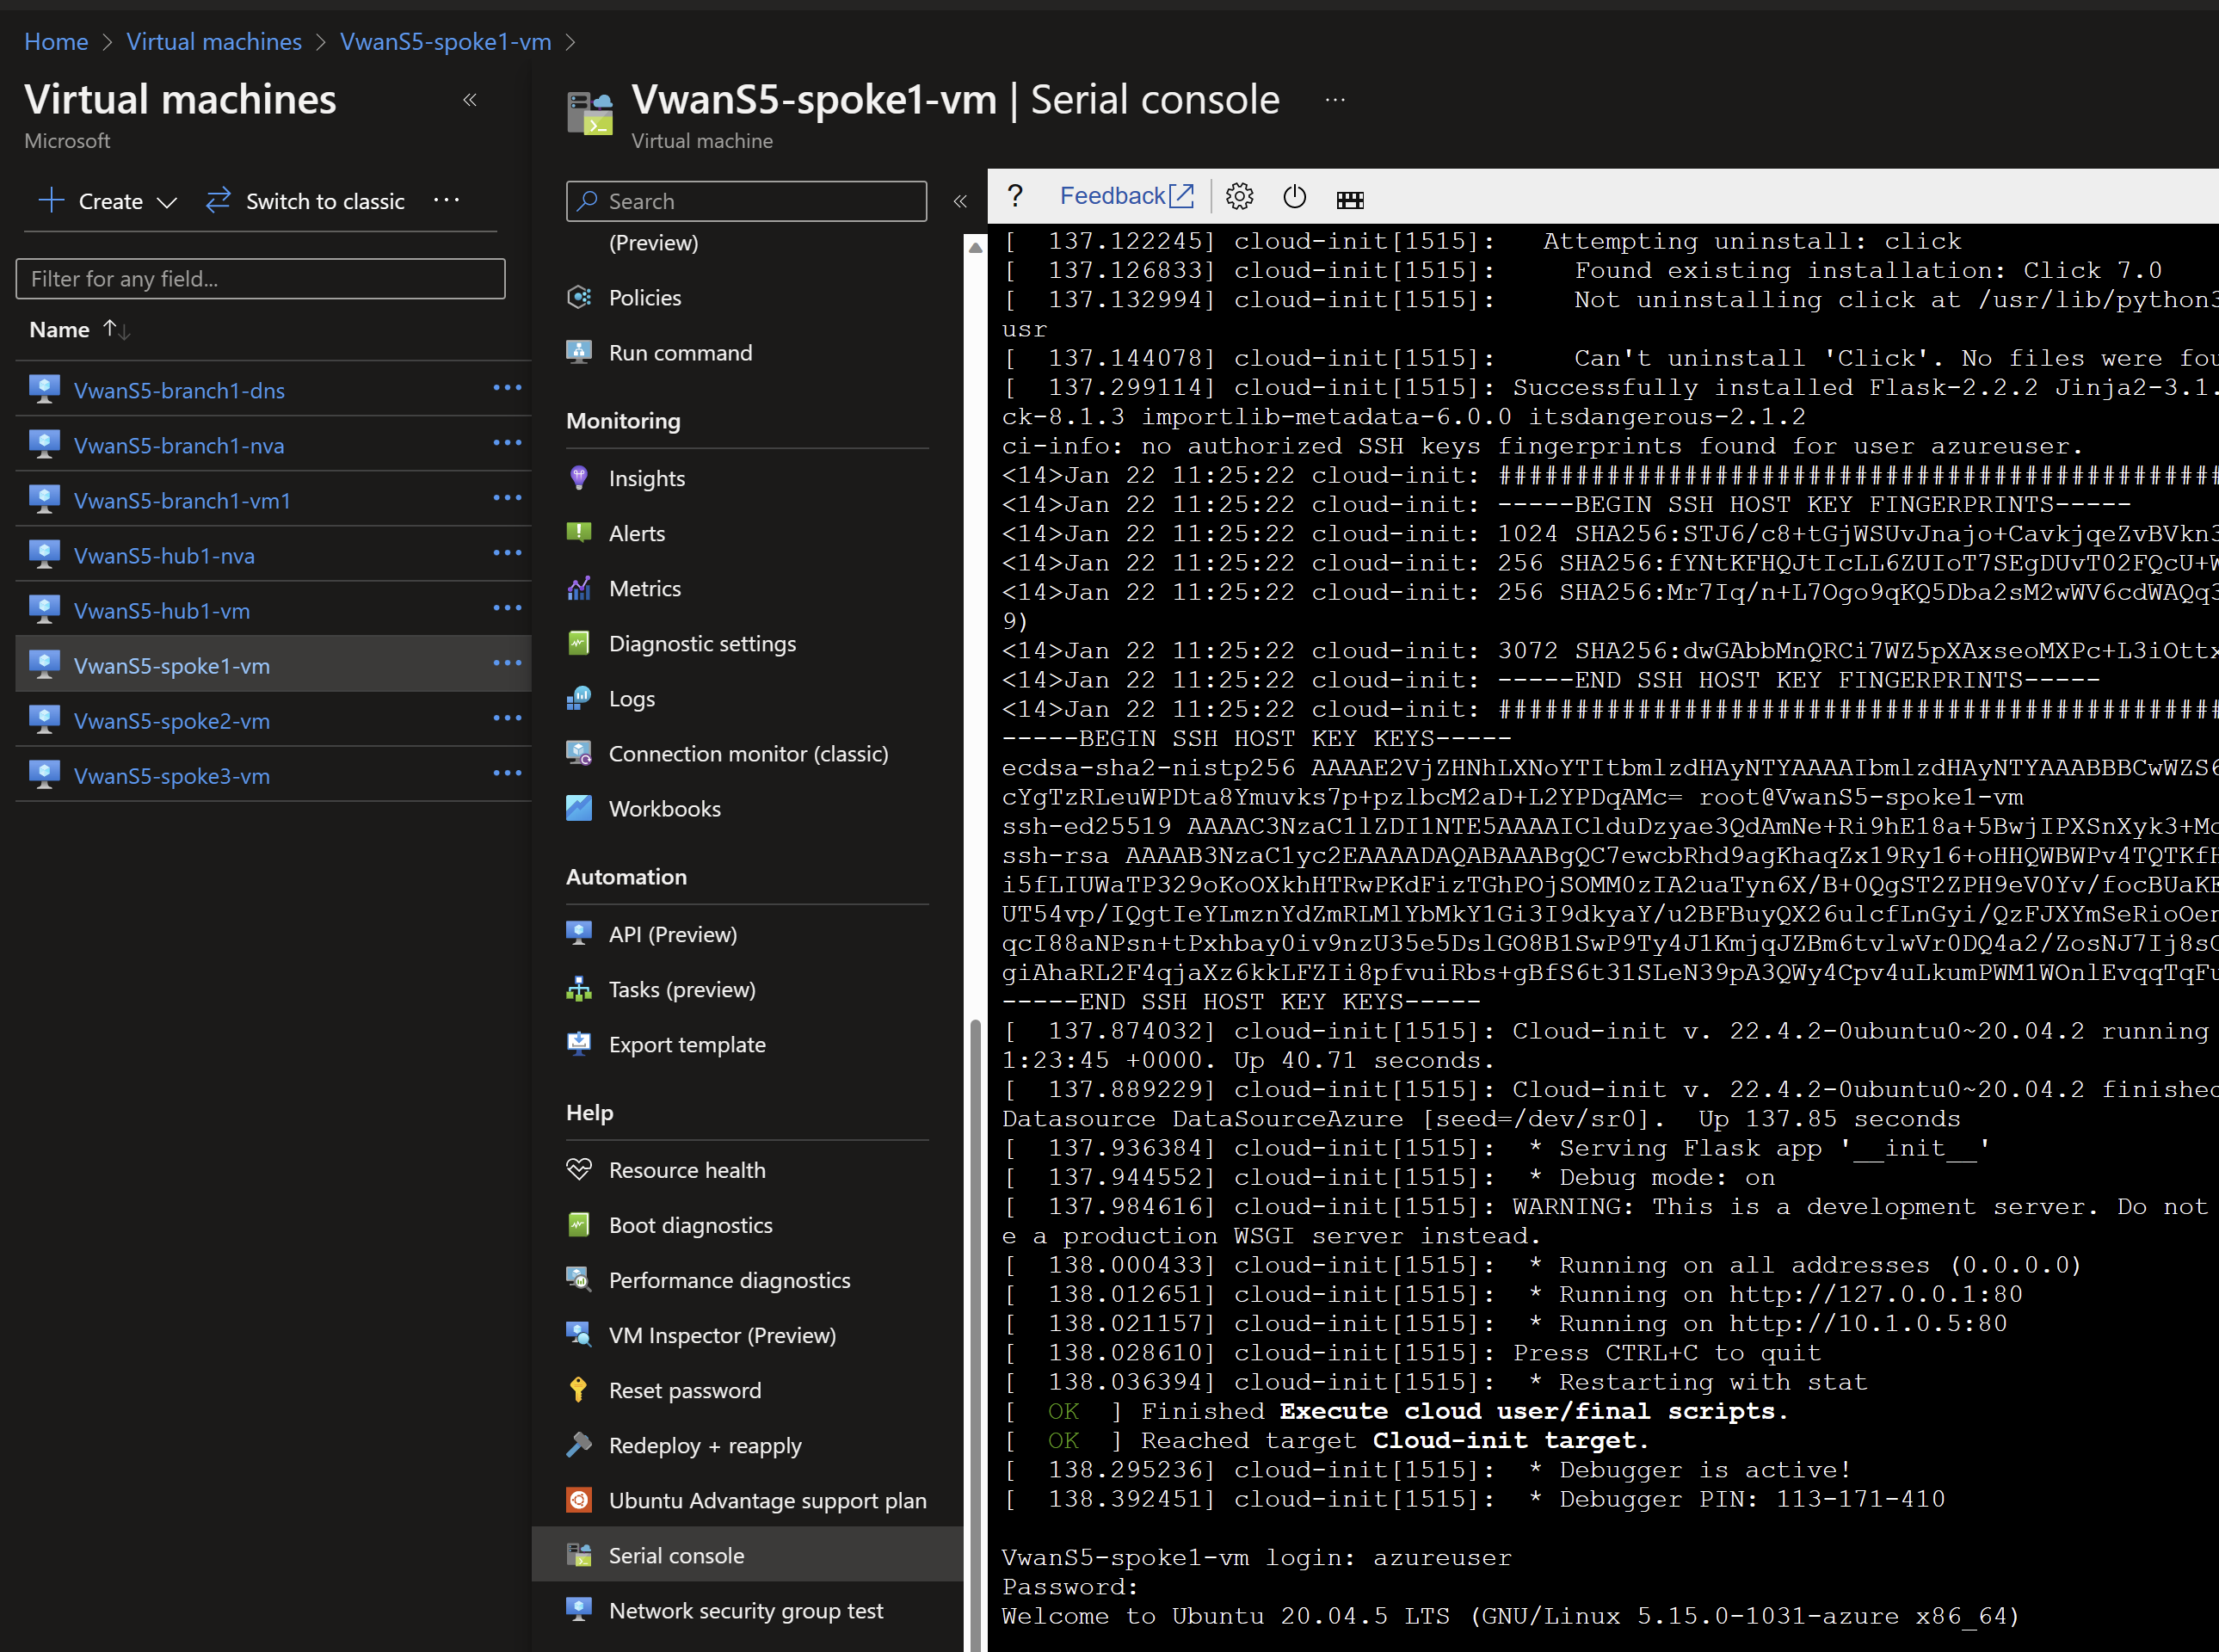 Home > Virtual machines > VwanS5-spoke1-vm >
Virtual machines
Microsoft
Create
Switch to classic
Filter for any field...
Name
VwanS5-branch1-dns
VwanS5-branch1-nva
VwanS5-branch1-vm1
VwanS5-hub1-nva
VwanS5-hub1-vm
VwanS5-spoke1-vm
VwanS5-spoke2-vm
VwanS5-spoke3-vm
VwanS5-spoke1-vm | Serial console
Virtual machine
Search
(Preview)
Policies
Run command
Monitoring
Insights
Alerts
Metrics
Diagnostic settings
Logs
Connection monitor (classic)
Workbooks
Automation
API (Preview)
Tasks (preview)
Export template
Help
Resource health
Boot diagnostics
Performance diagnostics
VM Inspector (Preview)
Reset password
Redeploy + reapply
Ubuntu Advantage support plan
Serial console
Network security group test
? Feedback
[  137.122245] cloud-init[1515]:   Attempting uninstall: click
[  137.126833] cloud-init[1515]:     Found existing installation: Click 7.0
[  137.132994] cloud-init[1515]:     Not uninstalling click at /usr/lib/python3
usr
[  137.144078] cloud-init[1515]:     Can't uninstall 'Click'. No files were fou
[  137.299114] cloud-init[1515]: Successfully installed Flask-2.2.2 Jinja2-3.1.
ck-8.1.3 importlib-metadata-6.0.0 itsdangerous-2.1.2
ci-info: no authorized SSH keys fingerprints found for user azureuser.
<14>Jan 22 11:25:22 cloud-init: ###############################################
<14>Jan 22 11:25:22 cloud-init: -----BEGIN SSH HOST KEY FINGERPRINTS-----
<14>Jan 22 11:25:22 cloud-init: 1024 SHA256:STJ6/c8+tGjWSUvJnajo+CavkjqeZvBVkn3
<14>Jan 22 11:25:22 cloud-init: 256 SHA256:fYNtKFHQJtIcLL6ZUIoT7SEgDUvT02FQcU+W
<14>Jan 22 11:25:22 cloud-init: 256 SHA256:Mr7Iq/n+L7Ogo9qKQ5Dba2sM2wWV6cdWAQq3
9)
<14>Jan 22 11:25:22 cloud-init: 3072 SHA256:dwGAbbMnQRCi7WZ5pXAxseoMXPc+L3iOttx
<14>Jan 22 11:25:22 cloud-init: -----END SSH HOST KEY FINGERPRINTS-----
<14>Jan 22 11:25:22 cloud-init: ###############################################
-----BEGIN SSH HOST KEY KEYS-----
ecdsa-sha2-nistp256 AAAAE2VjZHNhLXNoYTItbmlzdHAyNTYAAAAIbmlzdHAyNTYAAABBBCwWZS6
cYgTzRLeuWPDta8Ymuvks7p+pzlbcM2aD+L2YPDqAMc= root@VwanS5-spoke1-vm
ssh-ed25519 AAAAC3NzaC1lZDI1NTE5AAAAIClduDzyae3QdAmNe+Ri9hE18a+5BwjIPXSnXyk3+Mc
ssh-rsa AAAAB3NzaC1yc2EAAAADAQABAAABgQC7ewcbRhd9agKhaqZx19Ry16+oHHQWBWPv4TQTKfH
i5fLIUWaTP329oKoOXkhHTRwPKdFizTGhPOjSOMM0zIA2uaTyn6X/B+0QgST2ZPH9eV0Yv/focBUaKE
UT54vp/IQgtIeYLmznYdZmRLMlYbMkY1Gi3I9dkyaY/u2BFBuyQX26ulcfLnGyi/QzFJXYmSeRioOer
qcI88aNPsn+tPxhbay0iv9nzU35e5DslGO8B1SwP9Ty4J1KmjqJZBm6tvlwVr0DQ4a2/ZosNJ7Ij8sC
giAhaRL2F4qjaXz6kkLFZIi8pfvuiRbs+gBfS6t31SLeN39pA3QWy4Cpv4uLkumPWM1WOnlEvqqTqFu
-----END SSH HOST KEY KEYS-----
[  137.874032] cloud-init[1515]: Cloud-init v. 22.4.2-0ubuntu0~20.04.2 running
1:23:45 +0000. Up 40.71 seconds.
[  137.889229] cloud-init[1515]: Cloud-init v. 22.4.2-0ubuntu0~20.04.2 finished
Datasource DataSourceAzure [seed=/dev/sr0].  Up 137.85 seconds
[  137.936384] cloud-init[1515]:  * Serving Flask app '__init__'
[  137.944552] cloud-init[1515]:  * Debug mode: on
[  137.984616] cloud-init[1515]: WARNING: This is a development server. Do not
e a production WSGI server instead.
[  138.000433] cloud-init[1515]:  * Running on all addresses (0.0.0.0)
[  138.012651] cloud-init[1515]:  * Running on http://127.0.0.1:80
[  138.021157] cloud-init[1515]:  * Running on http://10.1.0.5:80
[  138.028610] cloud-init[1515]: Press CTRL+C to quit
[  138.036394] cloud-init[1515]:  * Restarting with stat
[  OK  ] Finished Execute cloud user/final scripts.
[  OK  ] Reached target Cloud-init target.
[  138.295236] cloud-init[1515]:  * Debugger is active!
[  138.392451] cloud-init[1515]:  * Debugger PIN: 113-171-410
VwanS5-spoke1-vm login: azureuser
Password:
Welcome to Ubuntu 20.04.5 LTS (GNU/Linux 5.15.0-1031-azure x86_64)